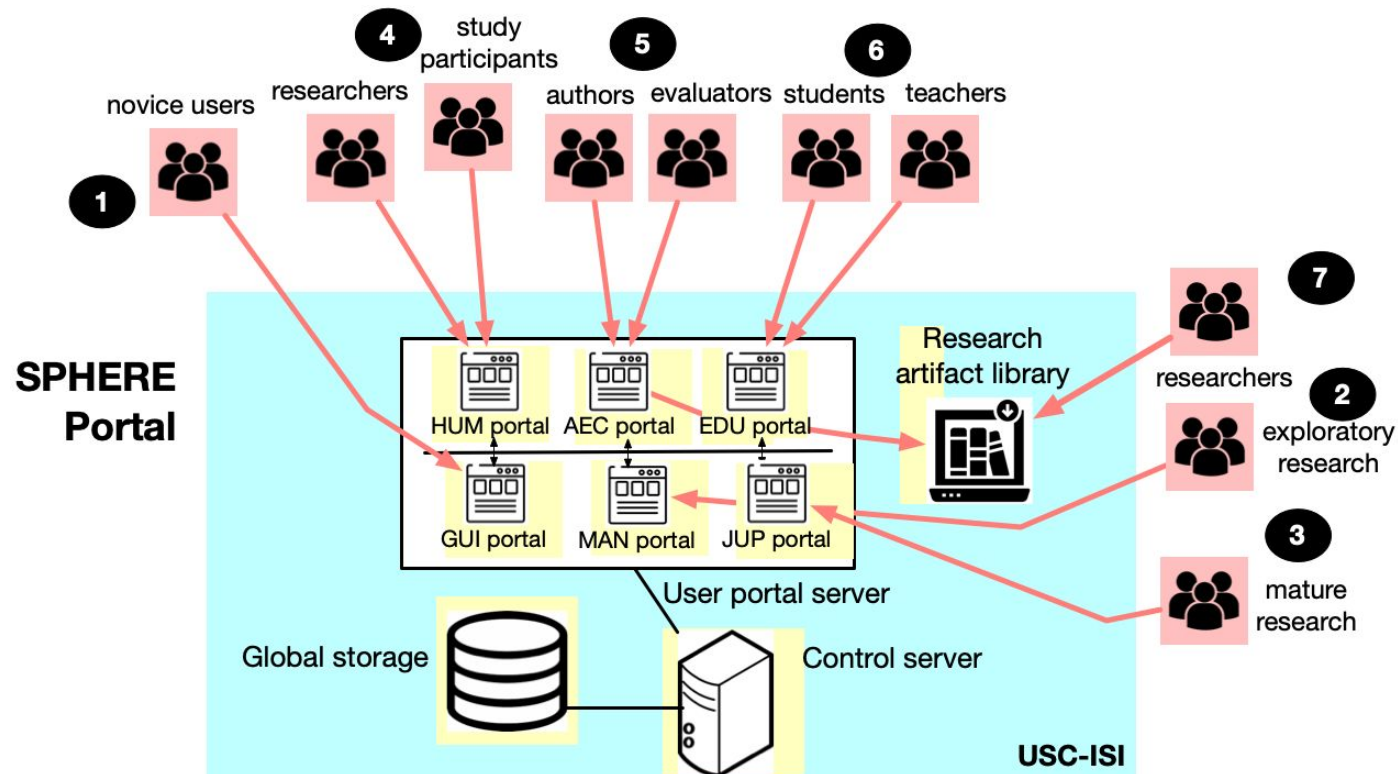 4
study
participants
5
6
novice users
researchers
authors
evaluators
students
teachers
1
7
SPHERE
Portal
Research
artifact library
researchers
2
exploratory
research
HUM portal
AEC portal
EDU portal
GUI portal
MAN portal
JUP portal
3
mature
research
User portal server
Global storage
Control server
USC-ISI